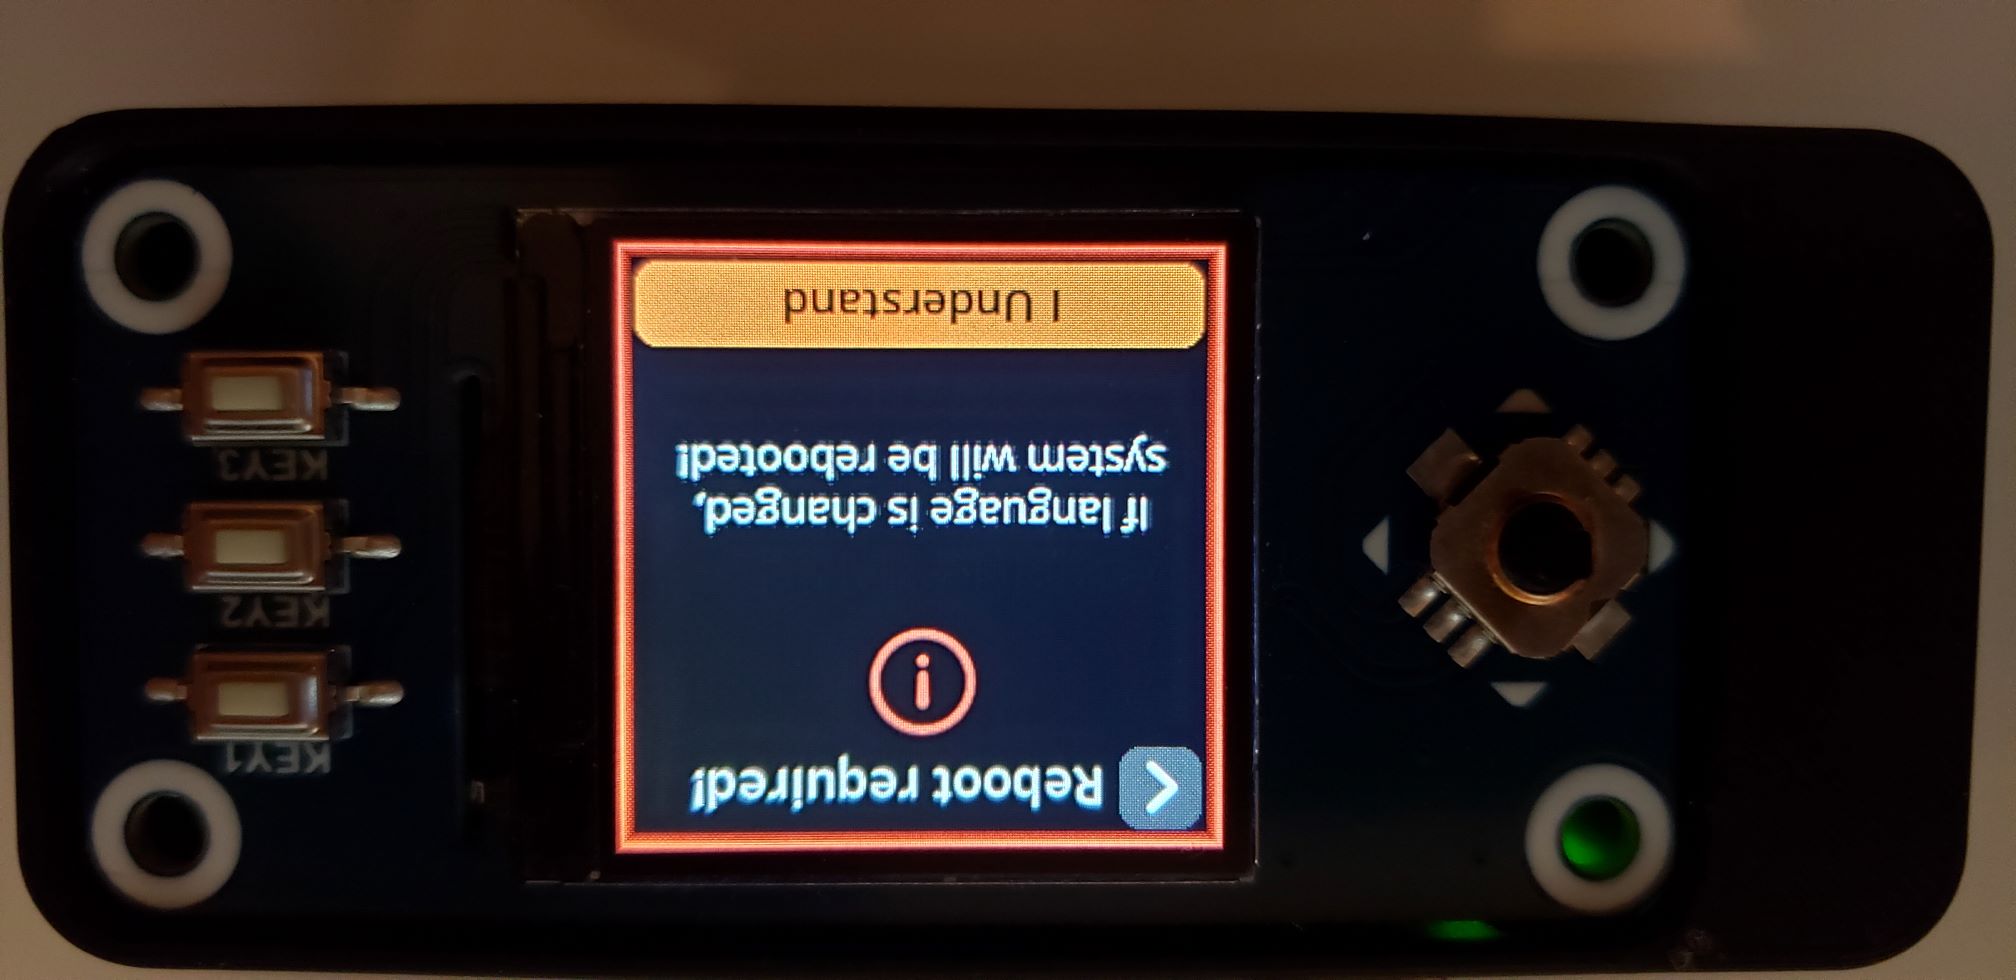 Reboot required!
If language is changed,
system will be rebooted!
I Understand
KEY1
KEY2
KEY3